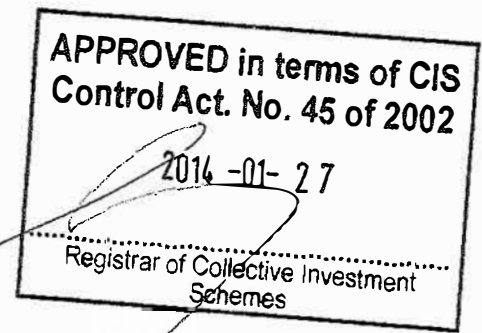 APPROVED in terms of CIS
Control Act. No. 45 of 2002
2014 -01- 27
Registrar of Collective Investment
Schemes